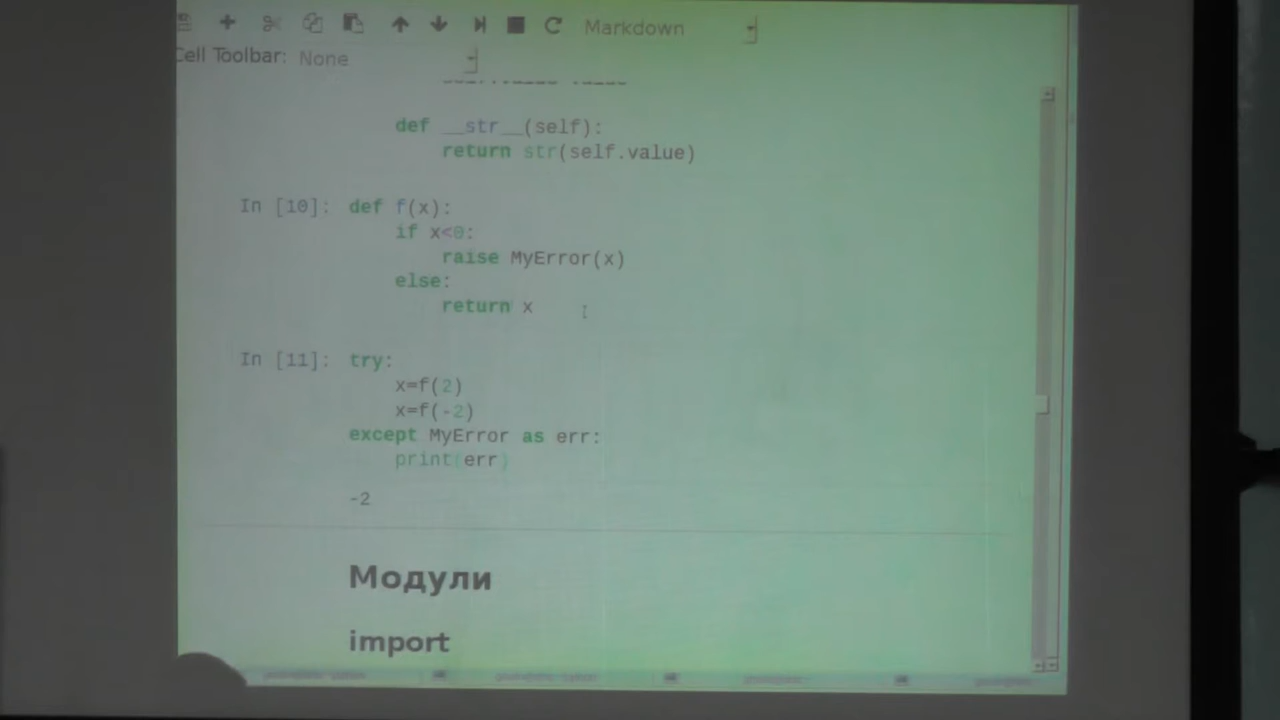 Markdown
Cell Toolbar: None
def __str__(self):
return str(self.value)
In [10]: def f(x):
if x<0:
raise MyError(x)
else:
return x
In [11]: try:
x=f(2)
x=f(-2)
except MyError as err:
print(err)
-2
Модули
import